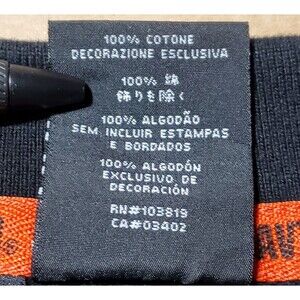 100% COTONE
DECORAZIONE ESCLUSIVA
100% 綿
飾りを除く
100% ALGODÃO
SEM INCLUIR ESTAMPAS
E BORDADOS
100% ALGODÓN
EXCLUSIVO DE
DECORACIÓN
RN#103819
CA#03402